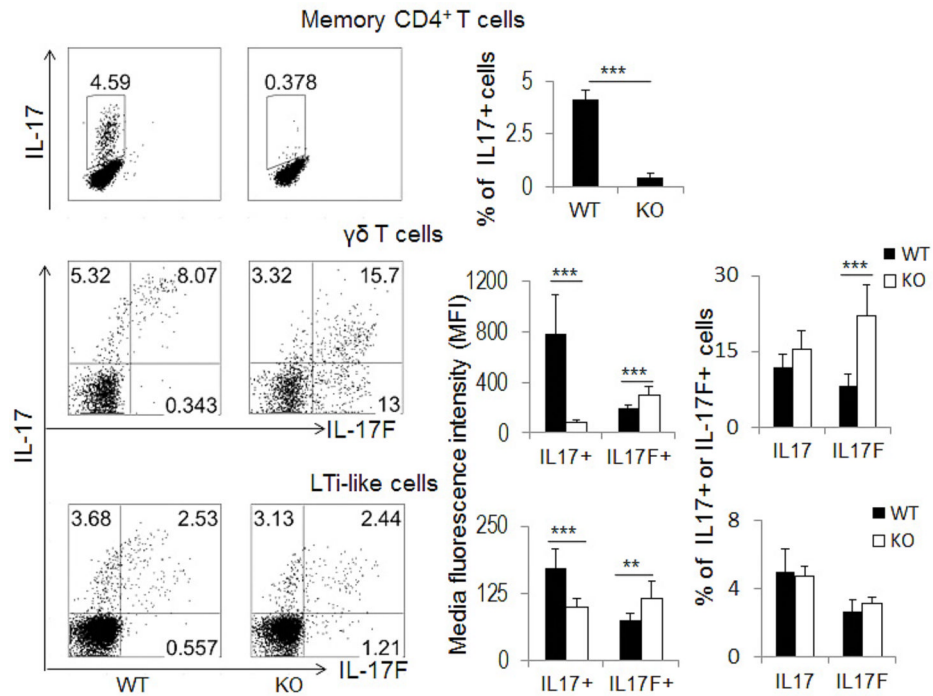 Memory CD4+ T cells
4.59
0.378
IL-17
% of IL17+ cells
5
2.5
0
***
WT
KO
γδ T cells
5.32
8.07
0.343
3.32
15.7
13
IL-17
IL-17F
Media fluorescence intensity (MFI)
1200
800
400
0
***
***
IL17+
IL17F+
% of IL17+ or IL-17F+ cells
30
15
0
***
WT
KO
IL17
IL17F
LTi-like cells
3.68
2.53
0.557
3.13
2.44
1.21
WT
KO
IL-17F
250
125
0
***
**
IL17+
IL17F+
8
4
0
WT
KO
IL17
IL17F